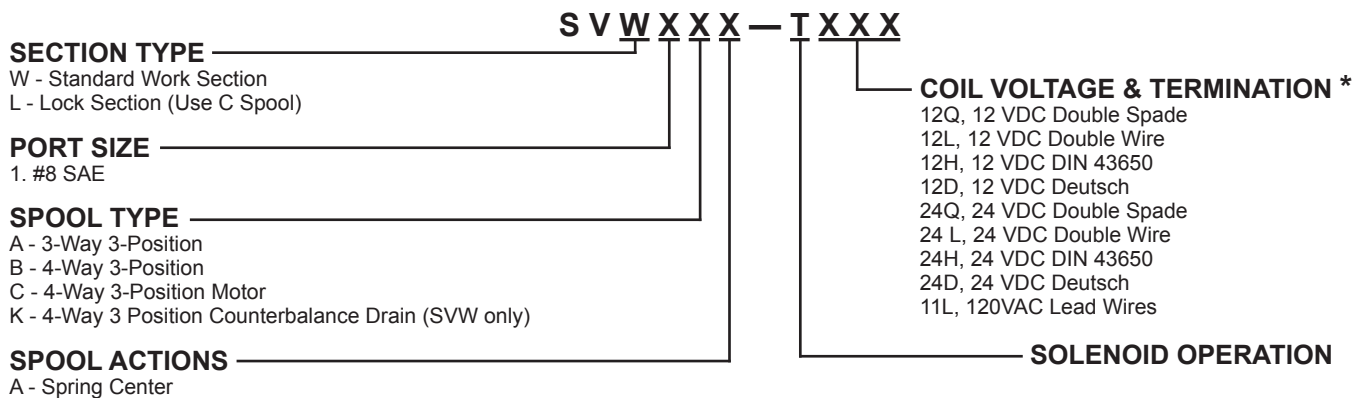 S V W X X X — T X X X
SECTION TYPE
W - Standard Work Section
L - Lock Section (Use C Spool)
PORT SIZE
1. #8 SAE
SPOOL TYPE
A - 3-Way 3-Position
B - 4-Way 3-Position
C - 4-Way 3-Position Motor
K - 4-Way 3 Position Counterbalance Drain (SVW only)
SPOOL ACTIONS
A - Spring Center
COIL VOLTAGE & TERMINATION *
12Q, 12 VDC Double Spade
12L, 12 VDC Double Wire
12H, 12 VDC DIN 43650
12D, 12 VDC Deutsch
24Q, 24 VDC Double Spade
24 L, 24 VDC Double Wire
24H, 24 VDC DIN 43650
24D, 24 VDC Deutsch
11L, 120VAC Lead Wires
SOLENOID OPERATION